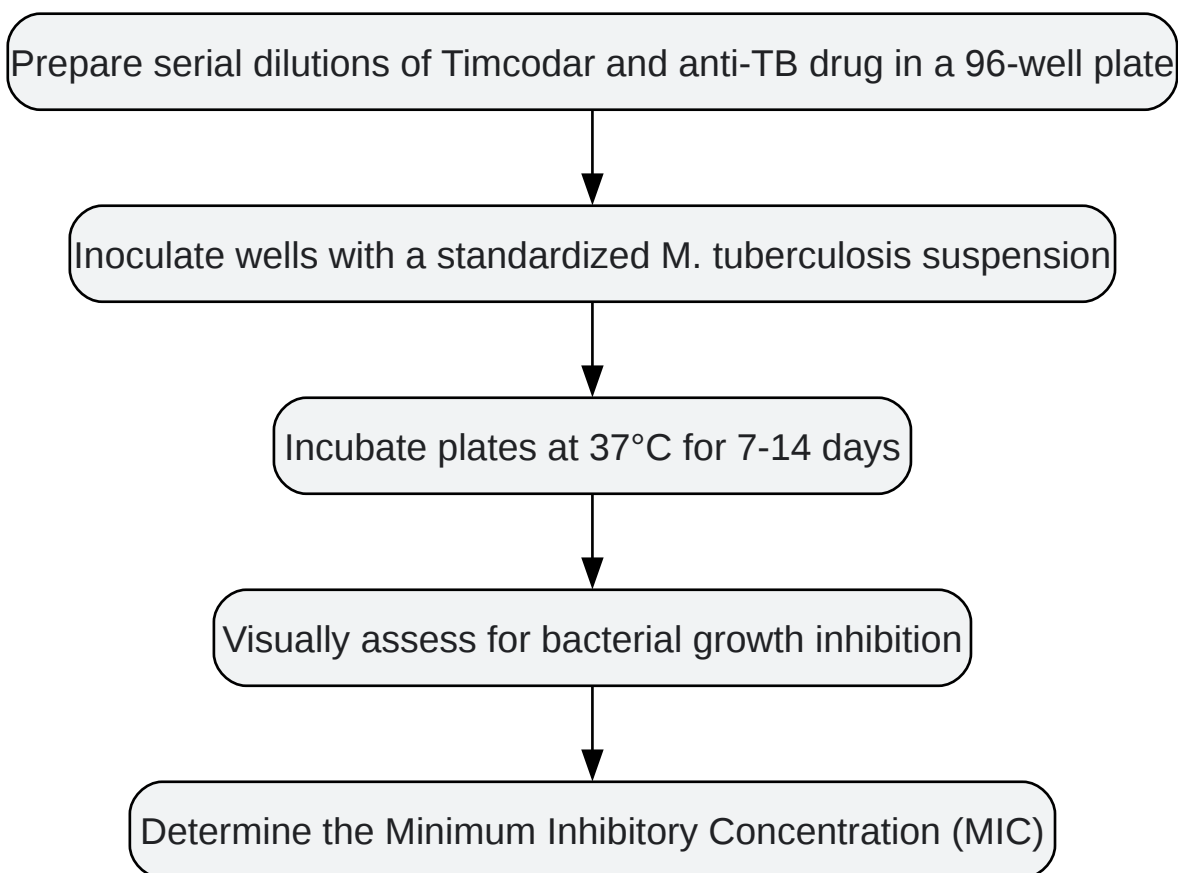 Prepare serial dilutions of Timcodar and anti-TB drug in a 96-well plate
Inoculate wells with a standardized M. tuberculosis suspension
Incubate plates at 37°C for 7-14 days
Visually assess for bacterial growth inhibition
Determine the Minimum Inhibitory Concentration (MIC)